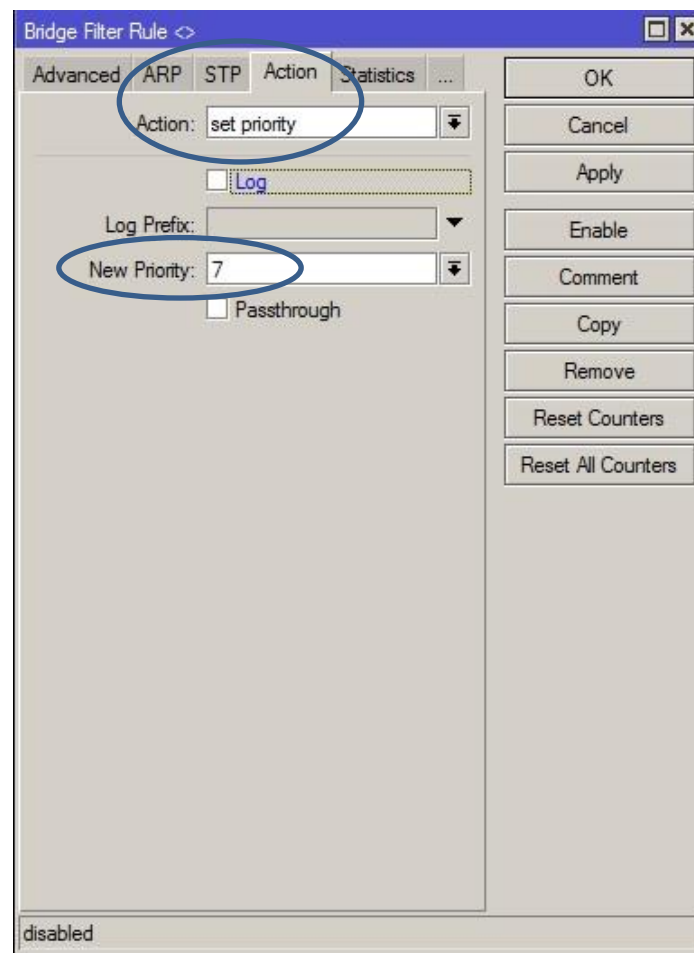 Bridge Filter Rule <>
Advanced ARP STP Action Statistics ...
Action: set priority
Log
Log Prefix:
New Priority: 7
Passthrough
OK
Cancel
Apply
Enable
Comment
Copy
Remove
Reset Counters
Reset All Counters
disabled